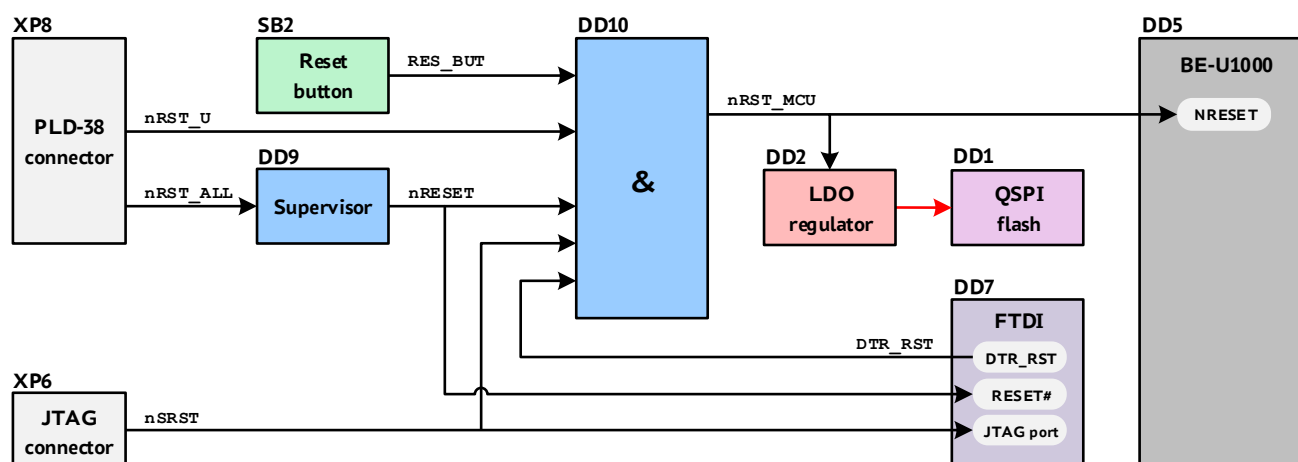 XP8
SB2
DD10
DD5
Reset
button
RES_BUT
BE-U1000
PLD-38
connector
nRST_U
nRST_MCU
NRESET
nRST_ALL
DD9
Supervisor
nRESET
&
DD2
LDO
regulator
DD1
QSPI
flash
DD7
FTDI
DTR_RST
DTR_RST
RESET#
JTAG port
XP6
JTAG
connector
nSRST